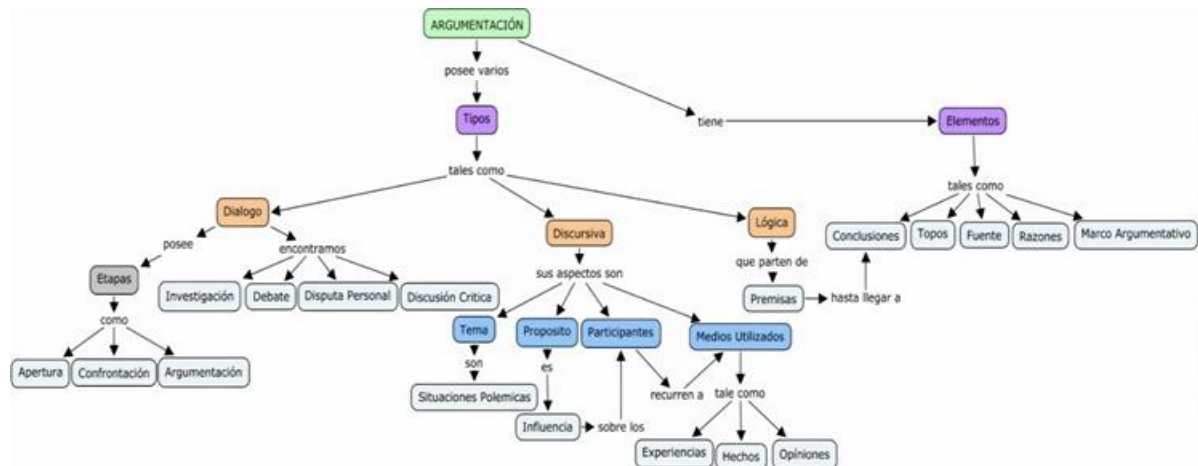 ARGUMENTACIÓN
posee varios
Tipos
tiene
Elementos
tales como
tales como
Dialogo
Discursiva
Lógica
Conclusiones
Topos
Fuente
Razones
Marco Argumentativo
posee
encontramos
Etapas
sus aspectos son
que parten de
Investigación
Debate
Disputa Personal
Discusión Critica
Premisas
hasta llegar a
como
Tema
Proposito
Participantes
Medios Utilizados
Apertura
Confrontación
Argumentación
son
es
recurren a
tale como
Situaciones Polemicas
Influencia
sobre los
Experiencias
Hechos
Opiniones